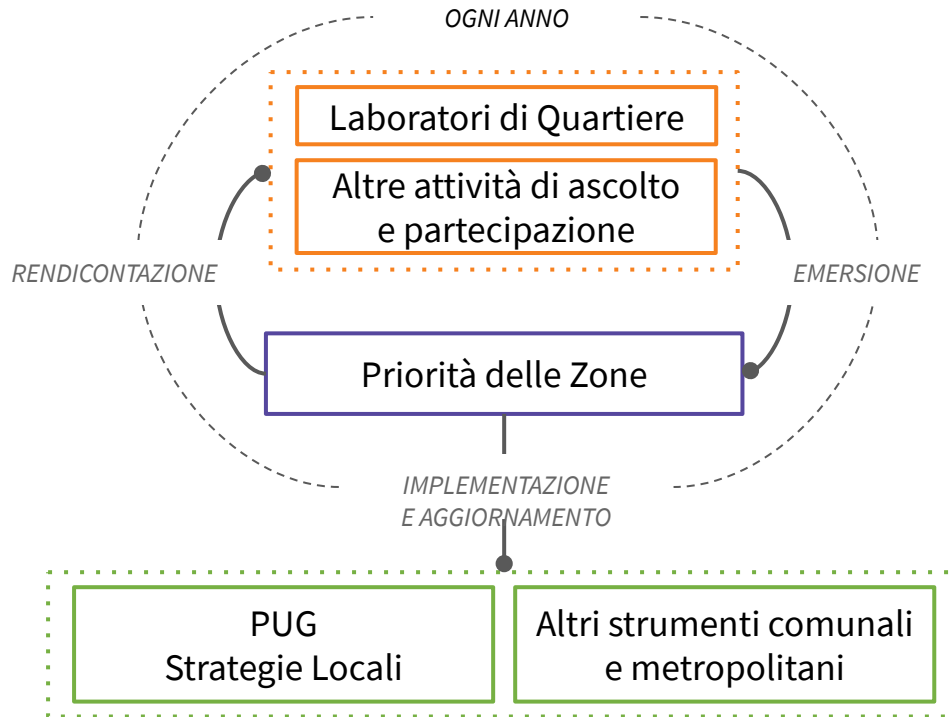 OGNI ANNO
Laboratori di Quartiere
Altre attività di ascolto
e partecipazione
RENDICONTAZIONE
EMERSIONE
Priorità delle Zone
IMPLEMENTAZIONE
E AGGIORNAMENTO
PUG
Strategie Locali
Altri strumenti comunali
e metropolitani